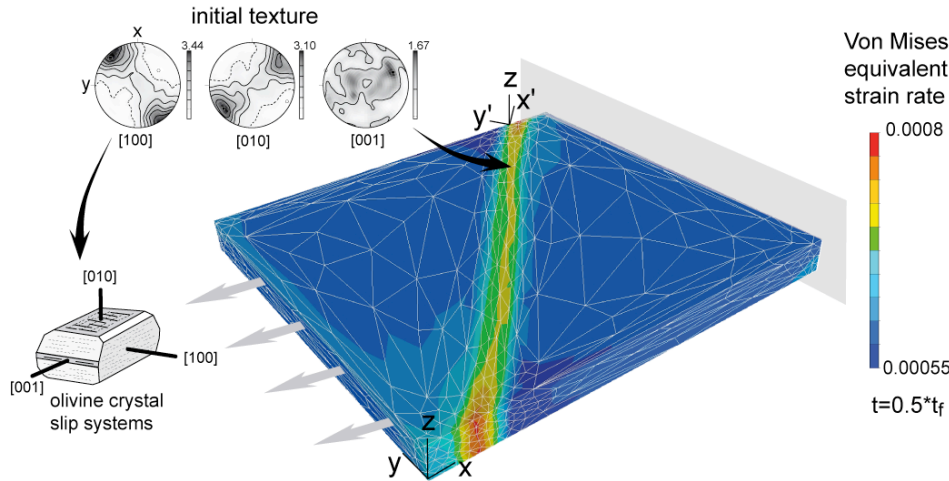 initial texture
x
y
3.44
3.10
1.67
[100]
[010]
[001]
z
y'
x'
Von Mises
equivalent
strain rate
0.0008
0.00055
t=0.5*tf
[010]
[100]
[001]
olivine crystal
slip systems
z
y
x